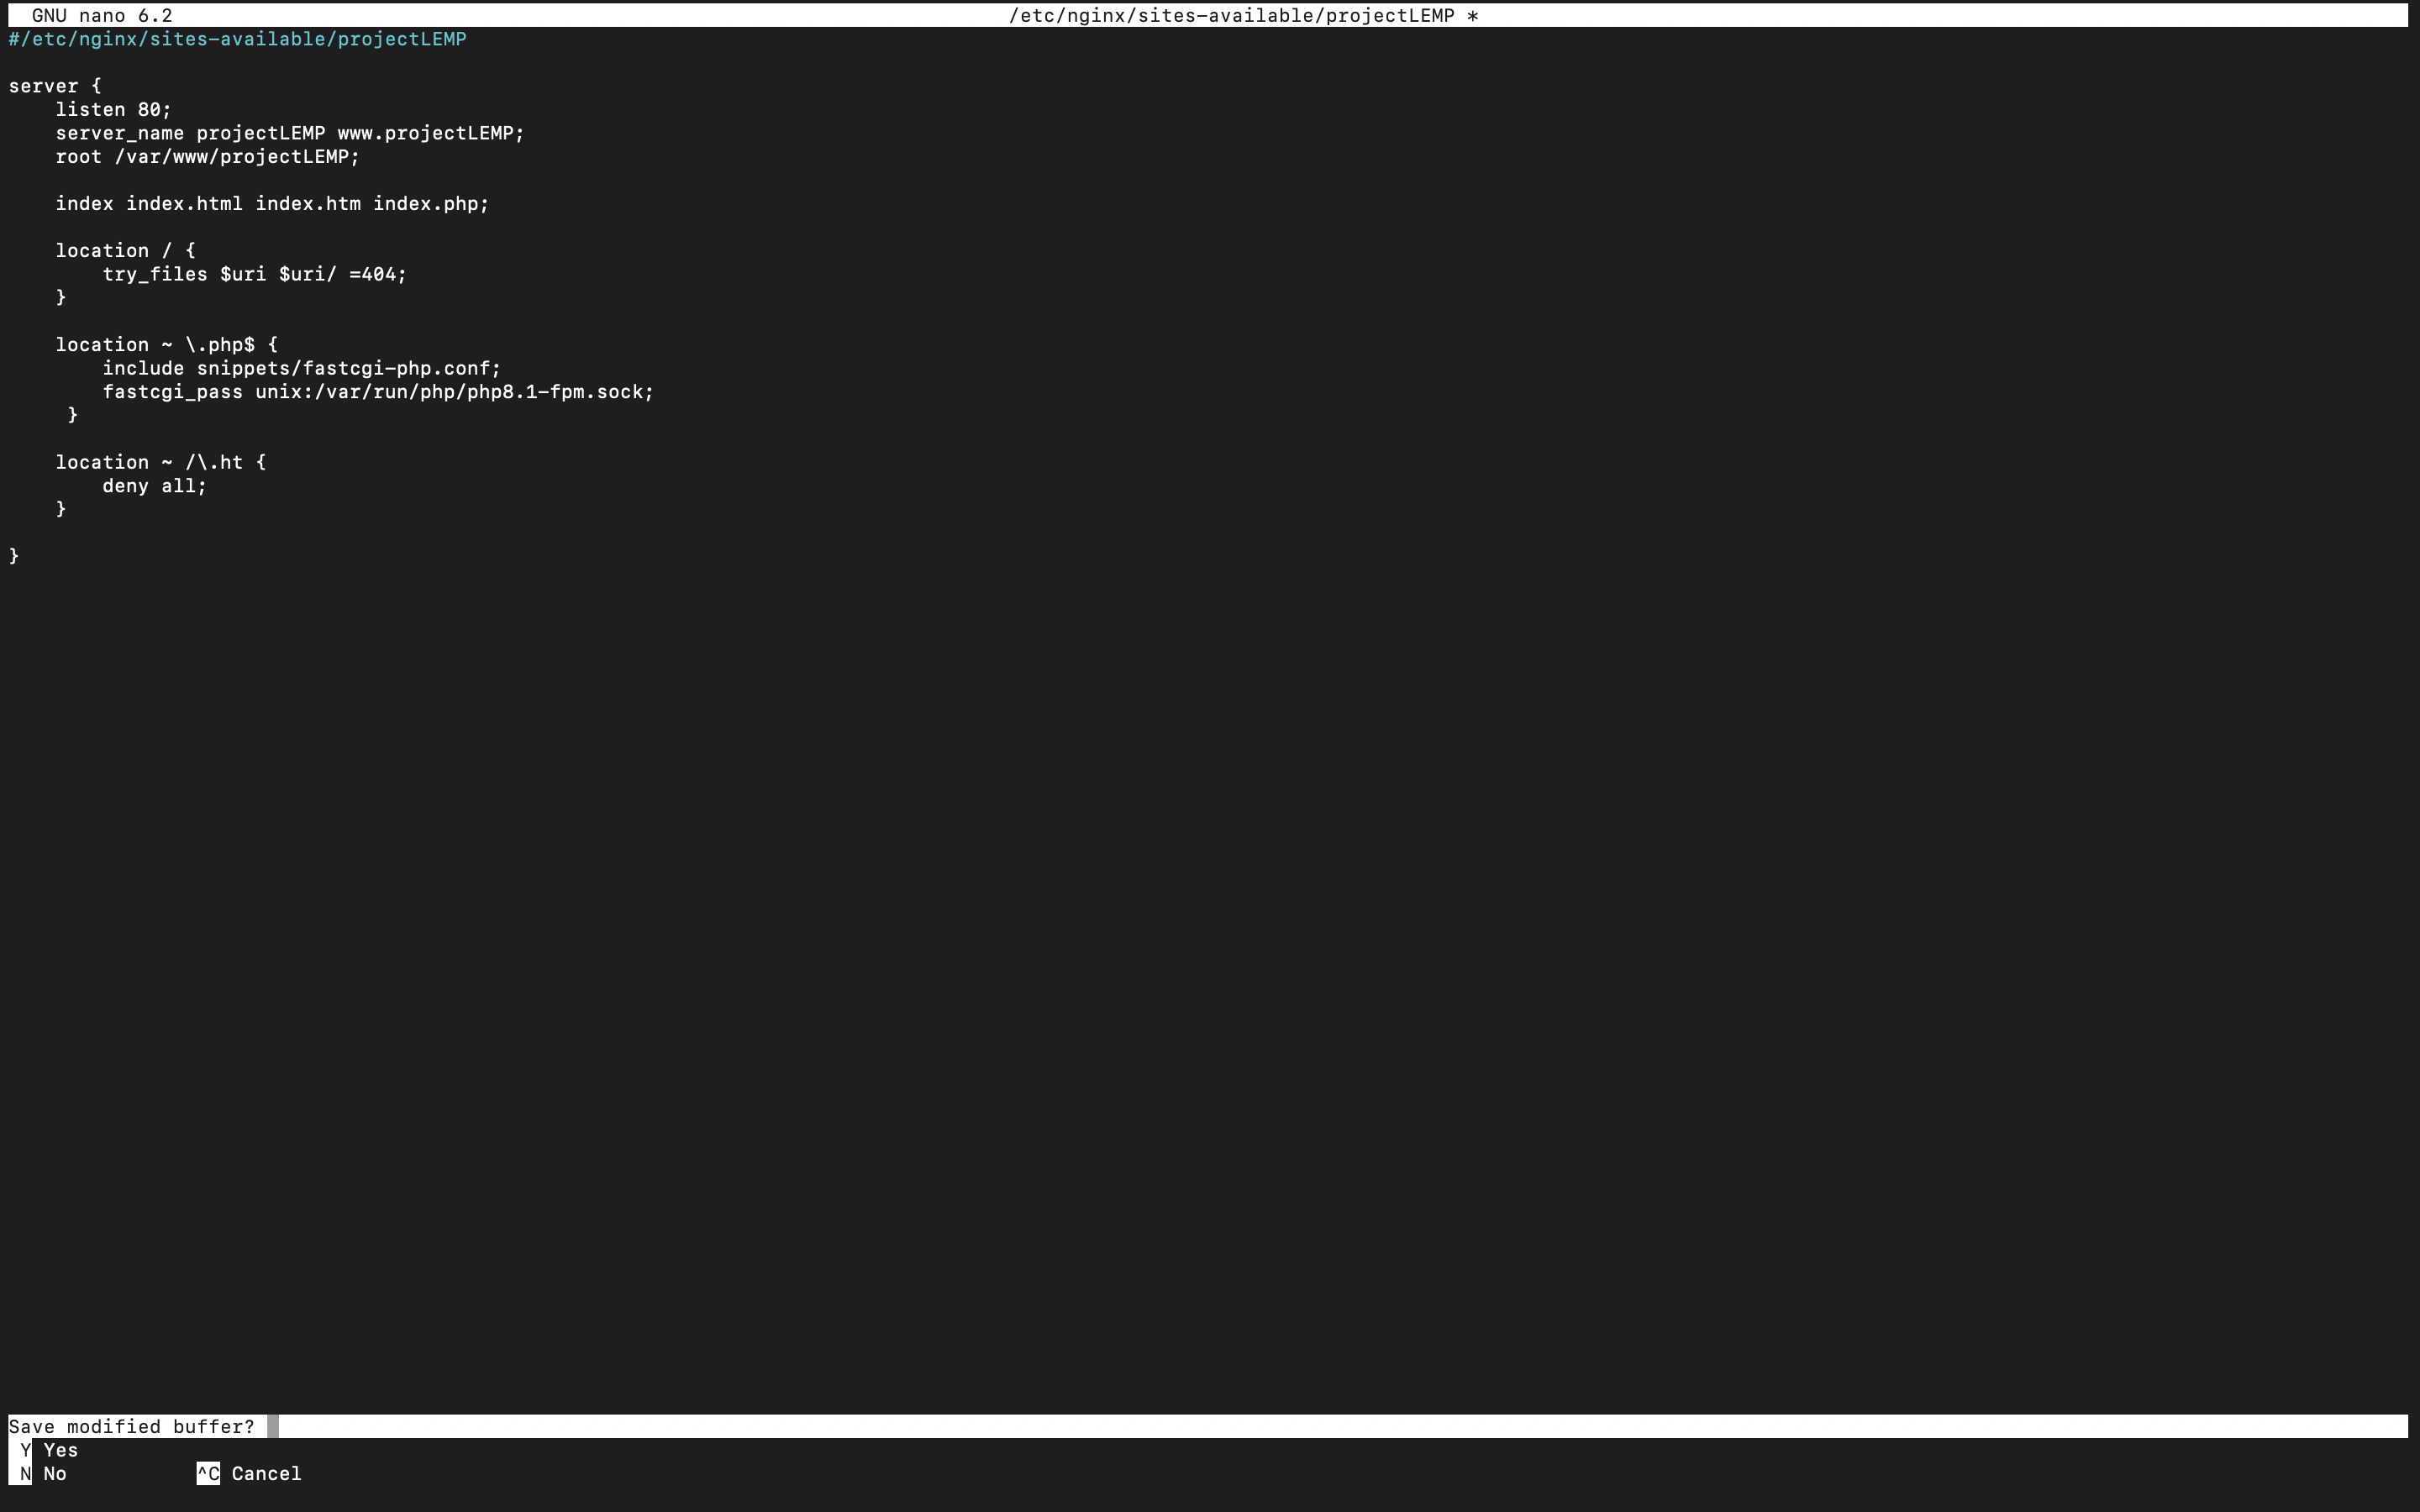 GNU nano 6.2 /etc/nginx/sites-available/projectLEMP *
#/etc/nginx/sites-available/projectLEMP
server {
    listen 80;
    server_name projectLEMP www.projectLEMP;
    root /var/www/projectLEMP;
    index index.html index.htm index.php;
    location / {
        try_files $uri $uri/ =404;
    }
    location ~ \.php$ {
        include snippets/fastcgi-php.conf;
        fastcgi_pass unix:/var/run/php/php8.1-fpm.sock;
     }
    location ~ /\.ht {
        deny all;
    }
}
Save modified buffer?
Y Yes
N No ^C Cancel